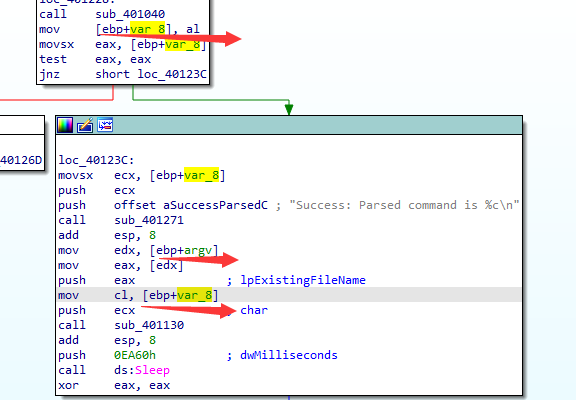 call    sub_401040
mov     [ebp+var_8], al
movsx   eax, [ebp+var_8]
test    eax, eax
jnz     short loc_40123C
40126D
loc_40123C:
movsx   ecx, [ebp+var_8]
push    ecx
push    offset aSuccessParsedC ; "Success: Parsed command is %c\n"
call    sub_401271
add     esp, 8
mov     edx, [ebp+argv]
mov     eax, [edx]
push    eax             ; lpExistingFileName
mov     cl, [ebp+var_8]
push    ecx             ; char
call    sub_401130
add     esp, 8
push    0EA60h          ; dwMilliseconds
call    ds:Sleep
xor     eax, eax